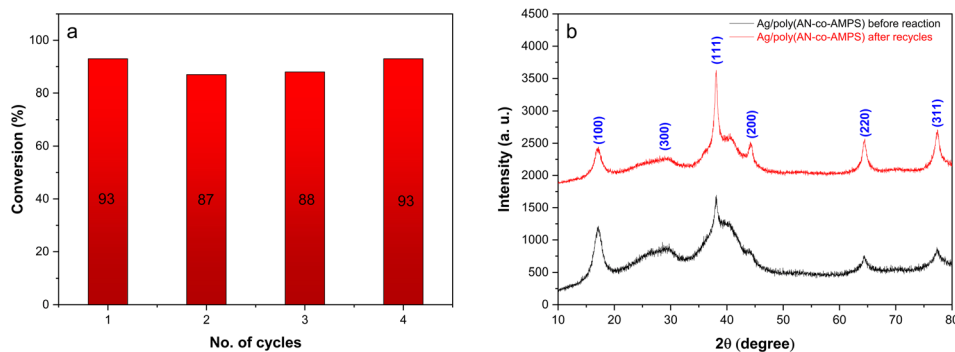 a
Conversion (%)
100
80
60
40
20
0
93
87
88
93
1 2 3 4
No. of cycles
b
Ag/poly(AN-co-AMPS) before reaction
Ag/poly(AN-co-AMPS) after recycles
Intensity (a. u.)
4500
4000
3500
3000
2500
2000
1500
1000
500
0
(100)
(300)
(111)
(200)
(220)
(311)
10 20 30 40 50 60 70 80
2θ (degree)